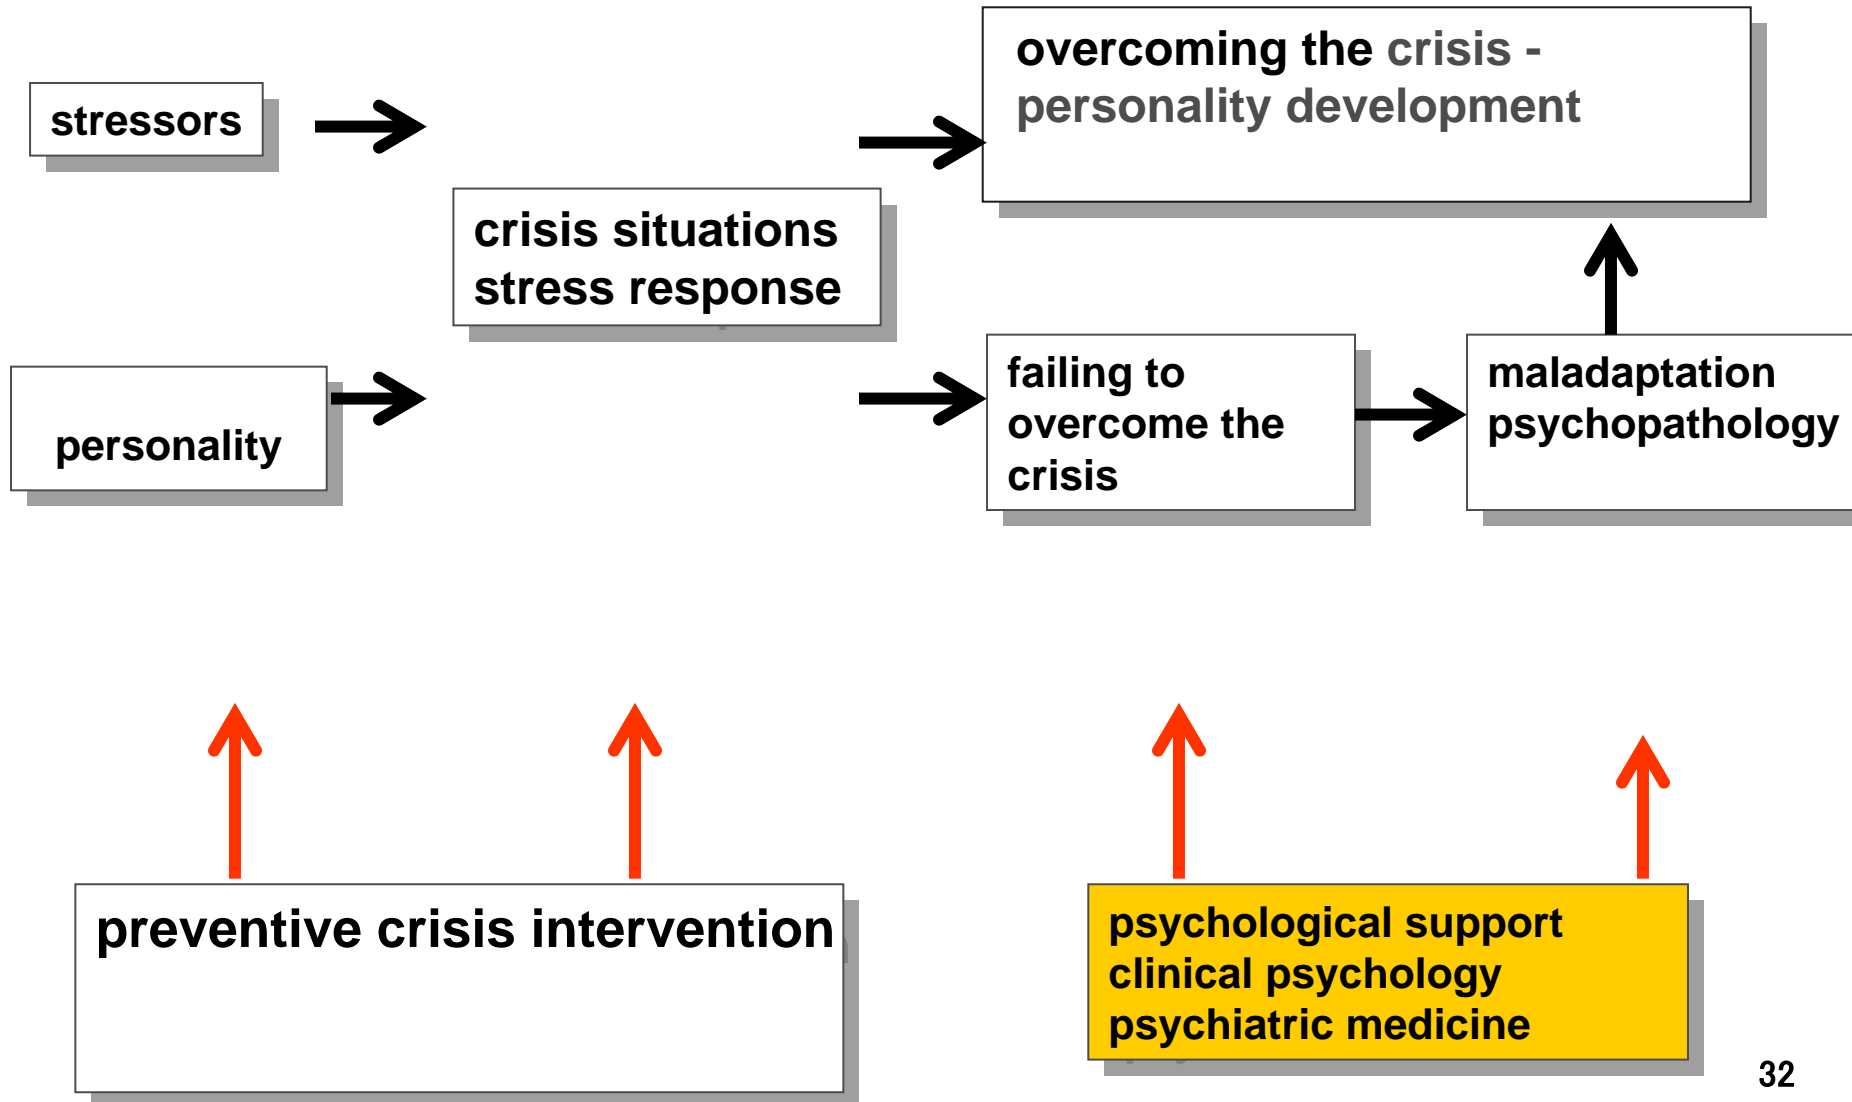 stressors
overcoming the crisis -
personality development
crisis situations
stress response
personality
failing to
overcome the
crisis
maladaptation
psychopathology
preventive crisis intervention
psychological support
clinical psychology
psychiatric medicine
32